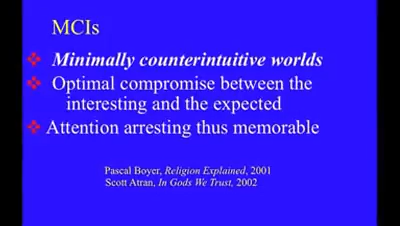 MCIs
Minimally counterintuitive worlds
Optimal compromise between the
interesting and the expected
Attention arresting thus memorable
Pascal Boyer, Religion Explained, 2001
Scott Atran, In Gods We Trust, 2002